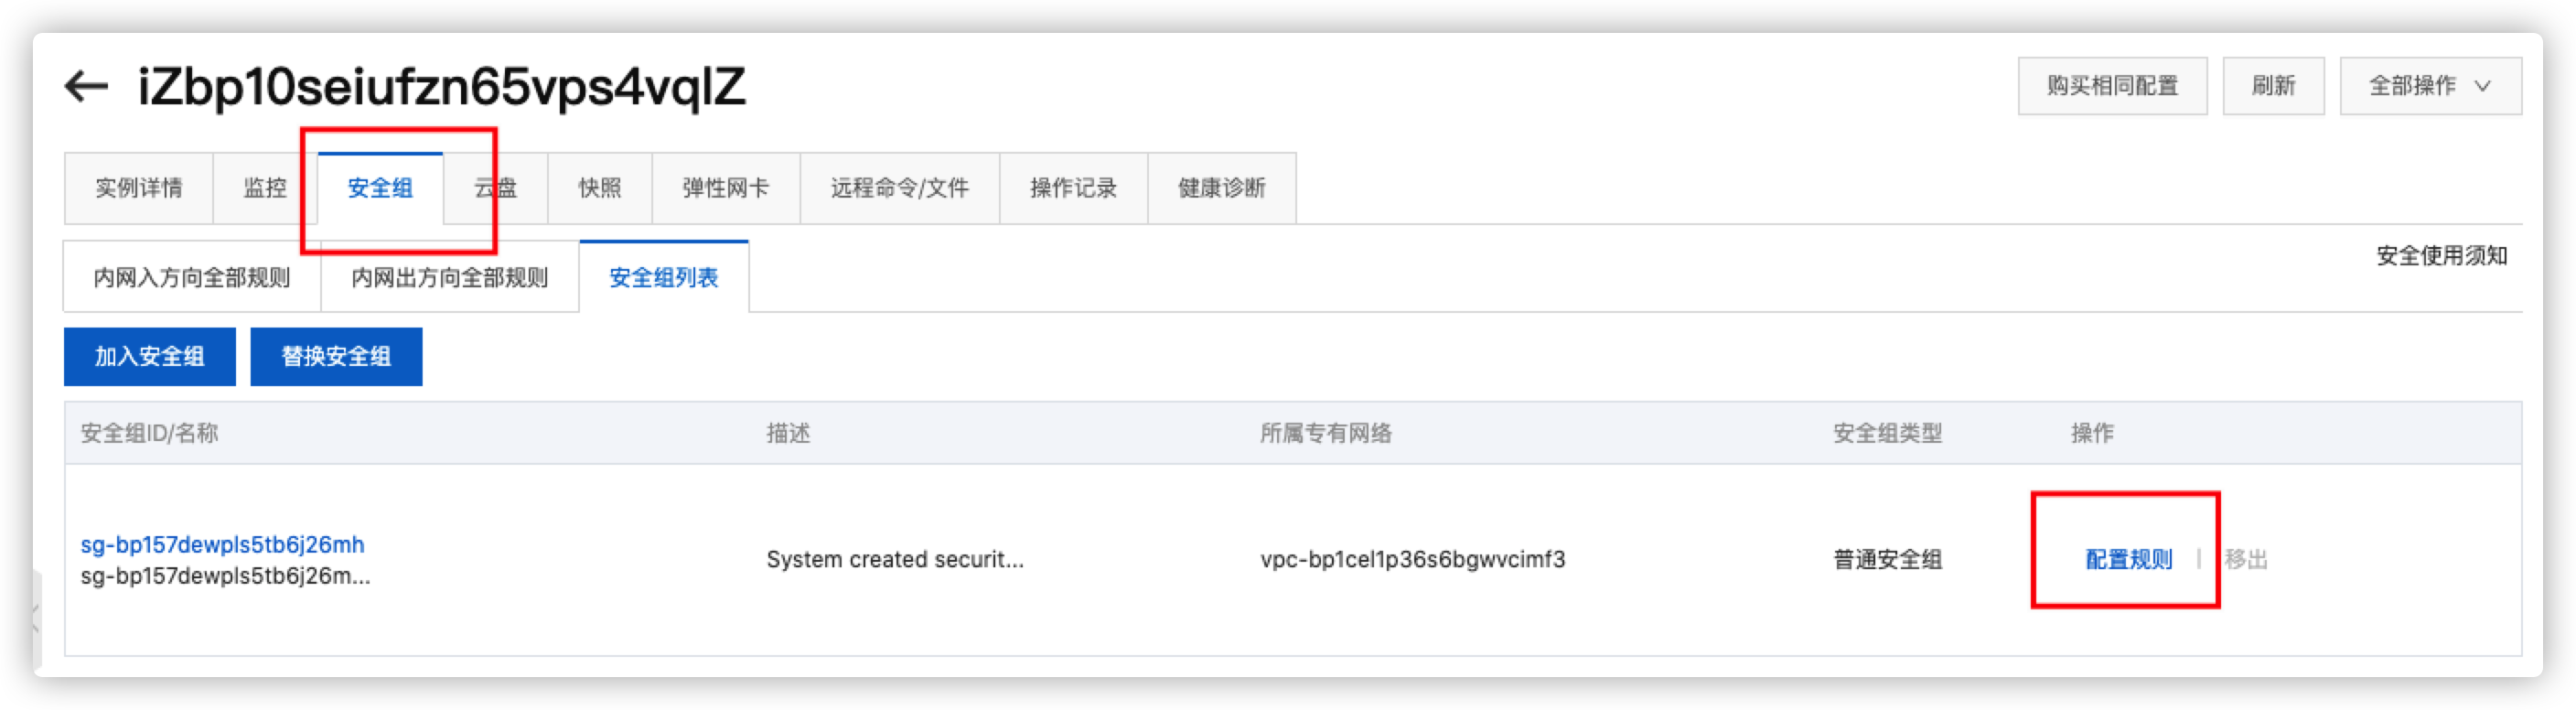 iZbp10seiufzn65vps4vqlZ
购买相同配置
刷新
全部操作
实例详情 监控 安全组 云盘 快照 弹性网卡 远程命令/文件 操作记录 健康诊断
安全使用须知
内网入方向全部规则 内网出方向全部规则 安全组列表
加入安全组 替换安全组
安全组ID/名称 描述 所属专有网络 安全组类型 操作
sg-bp157dewpls5tb6j26mh
sg-bp157dewpls5tb6j26m...
System created securit...
vpc-bp1cel1p36s6bgwvcimf3
普通安全组
配置规则 | 移出